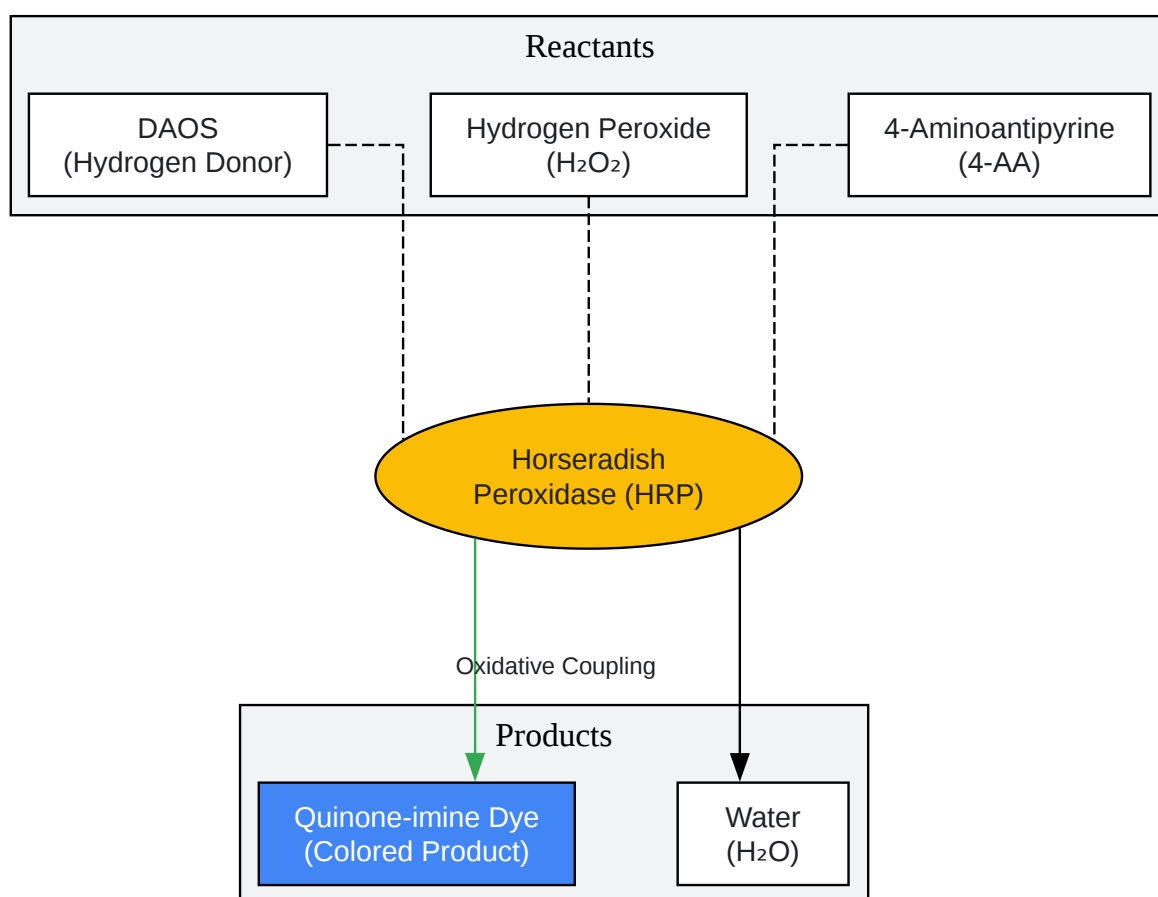 Reactants
DAOS
(Hydrogen Donor)
Hydrogen Peroxide
(H₂O₂)
4-Aminoantipyrine
(4-AA)
Horseradish
Peroxidase (HRP)
Oxidative Coupling
Products
Quinone-imine Dye
(Colored Product)
Water
(H₂O)